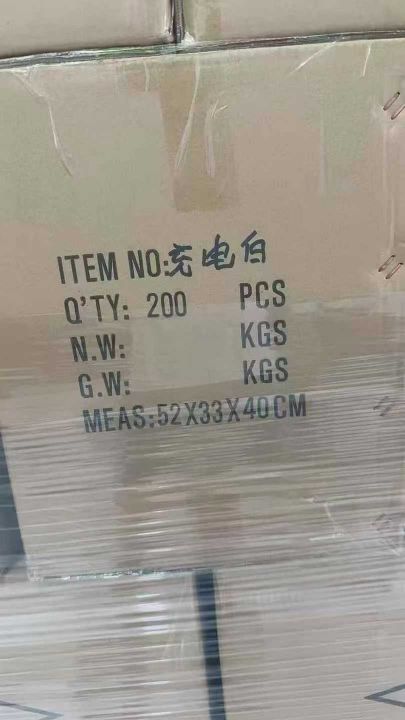 ITEM NO:充电白
Q'TY: 200 PCS
N.W: KGS
G.W: KGS
MEAS:52X33X40CM